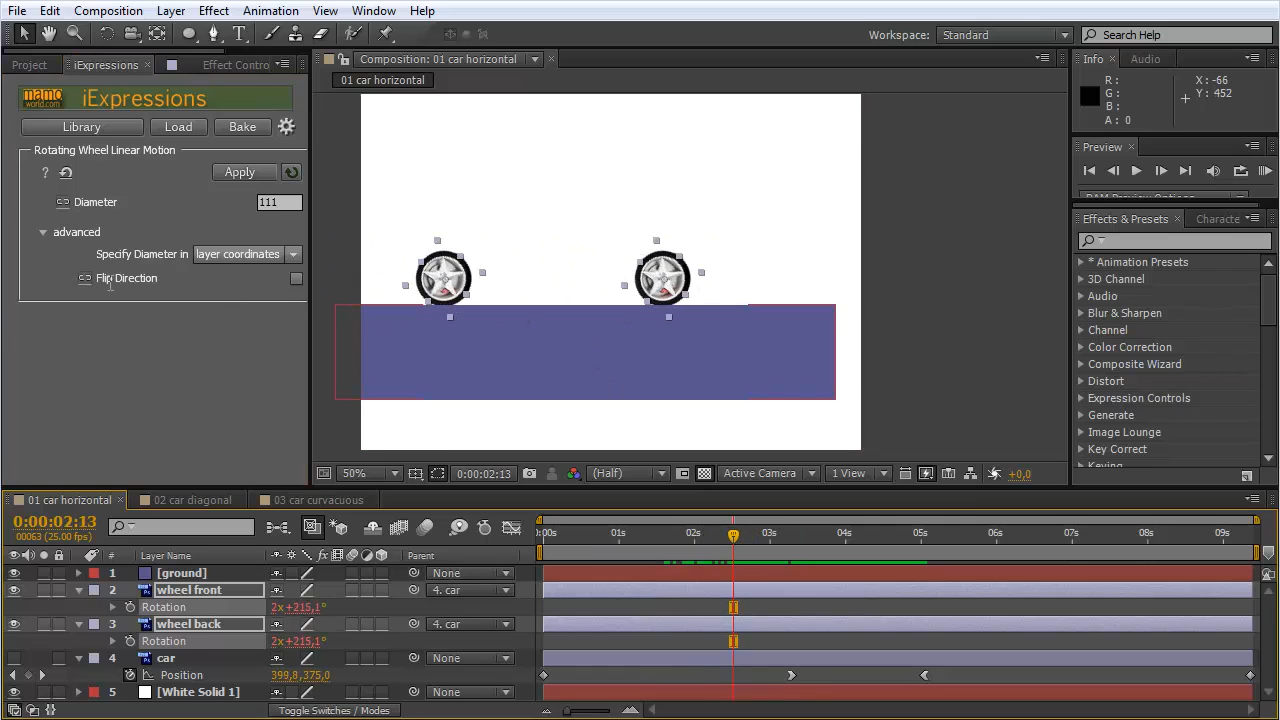 File Edit Composition Layer Effect Animation View Window Help
Workspace: Standard Search Help
Project iExpressions Effect Contro
Composition: 01 car horizontal
Info Audio
01 car horizontal
mamo world.com iExpressions
Library Load Bake
Rotating Wheel Linear Motion
? Apply
Diameter 111
advanced
Specify Diameter in layer coordinates
Flip Direction
R :
G :
B :
A : 0
X : -66
Y : 452
Preview
RAM Preview Options
Effects & Presets Characte
* Animation Presets
3D Channel
Audio
Blur & Sharpen
Channel
Color Correction
Composite Wizard
Distort
Expression Controls
Generate
Image Lounge
Key Correct
Keying
50% 0:00:02:13 (Half) Active Camera 1 View +0,0
01 car horizontal 02 car diagonal 03 car curvacuous
0:00:02:13
00063 (25.00 fps)
:00s 01s 02s 03s 04s 05s 06s 07s 08s 09s
# Layer Name Parent
1 [ground] None
2 wheel front 4. car
Rotation 2x+215,1°
3 wheel back 4. car
Rotation 2x+215,1°
4 car None
Position 399,8,375,0
5 [White Solid 1] None
Toggle Switches / Modes